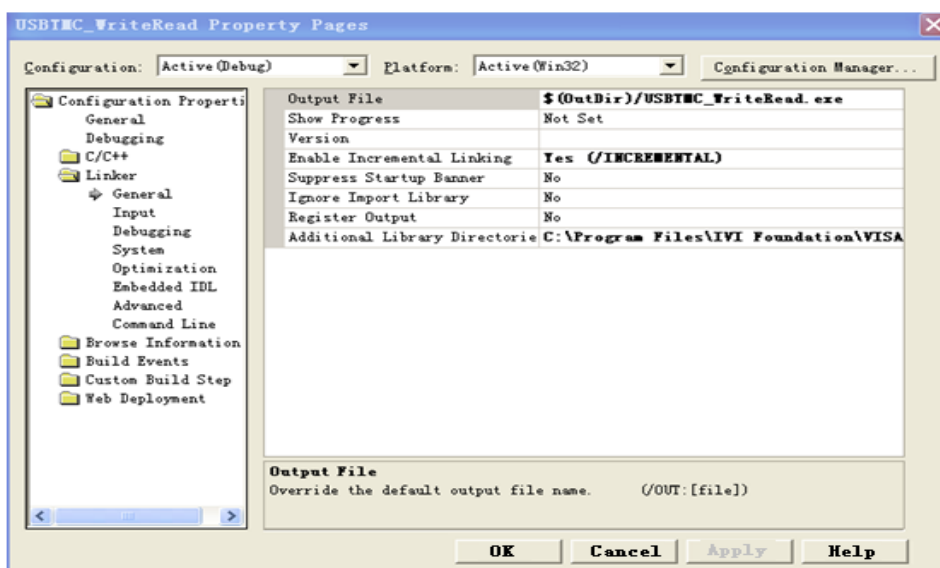 USBTMC_WriteRead Property Pages
Configuration: Active(Debug) Platform: Active(Win32) Configuration Manager...
Configuration Properti
General
Debugging
C/C++
Linker
General
Input
Debugging
System
Optimization
Embedded IDL
Advanced
Command Line
Browse Information
Build Events
Custom Build Step
Web Deployment
Output File $(OutDir)/USBTMC_WriteRead.exe
Show Progress Not Set
Version
Enable Incremental Linking Yes (/INCREMENTAL)
Suppress Startup Banner No
Ignore Import Library No
Register Output No
Additional Library Directorie C:\Program Files\IVI Foundation\VISA
Output File
Override the default output file name. (/OUT:[file])
OK Cancel Apply Help